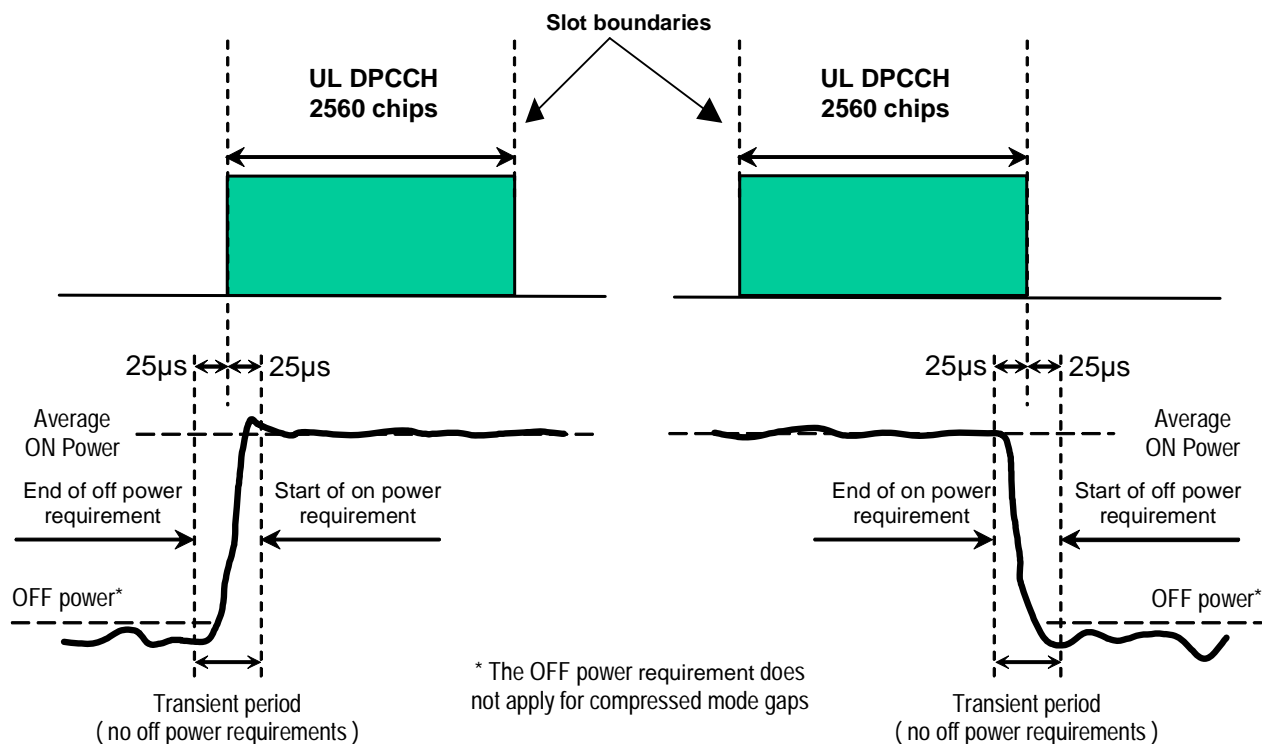 Slot boundaries
UL DPCCH
2560 chips
UL DPCCH
2560 chips
25µs
25µs
25µs
25µs
Average
ON Power
Average
ON Power
End of off power
requirement
Start of on power
requirement
End of on power
requirement
Start of off power
requirement
OFF power*
OFF power*
* The OFF power requirement does
not apply for compressed mode gaps
Transient period
( no off power requirements )
Transient period
( no off power requirements )